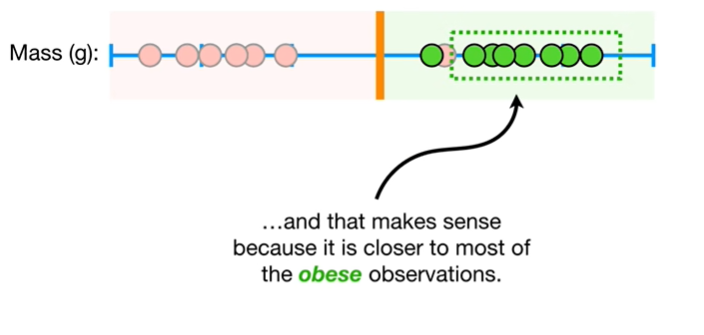 Mass (g):
...and that makes sense
because it is closer to most of
the obese observations.